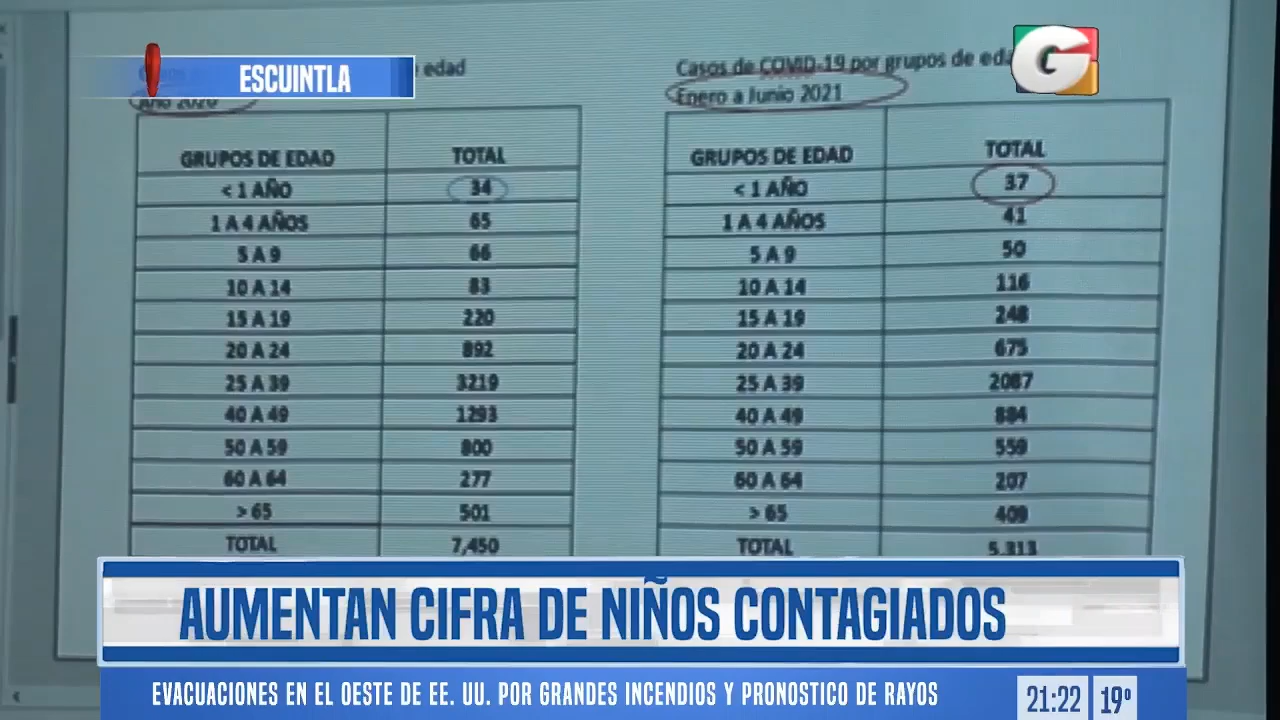 ESCUINTLA
edad
Año 2020
GRUPOS DE EDAD TOTAL
< 1 AÑO 34
1 A 4 AÑOS 65
5 A 9 66
10 A 14 83
15 A 19 220
20 A 24 892
25 A 39 3219
40 A 49 1293
50 A 59 800
60 A 64 277
> 65 501
TOTAL 7,450
Casos de COVID-19 por grupos de eda
Enero a Junio 2021
GRUPOS DE EDAD TOTAL
< 1 AÑO 37
1 A 4 AÑOS 41
5 A 9 50
10 A 14 116
15 A 19 248
20 A 24 675
25 A 39 2087
40 A 49 884
50 A 59 559
60 A 64 207
> 65 409
TOTAL 5,313
G
AUMENTAN CIFRA DE NIÑOS CONTAGIADOS
EVACUACIONES EN EL OESTE DE EE. UU. POR GRANDES INCENDIOS Y PRONOSTICO DE RAYOS
21:22 19º